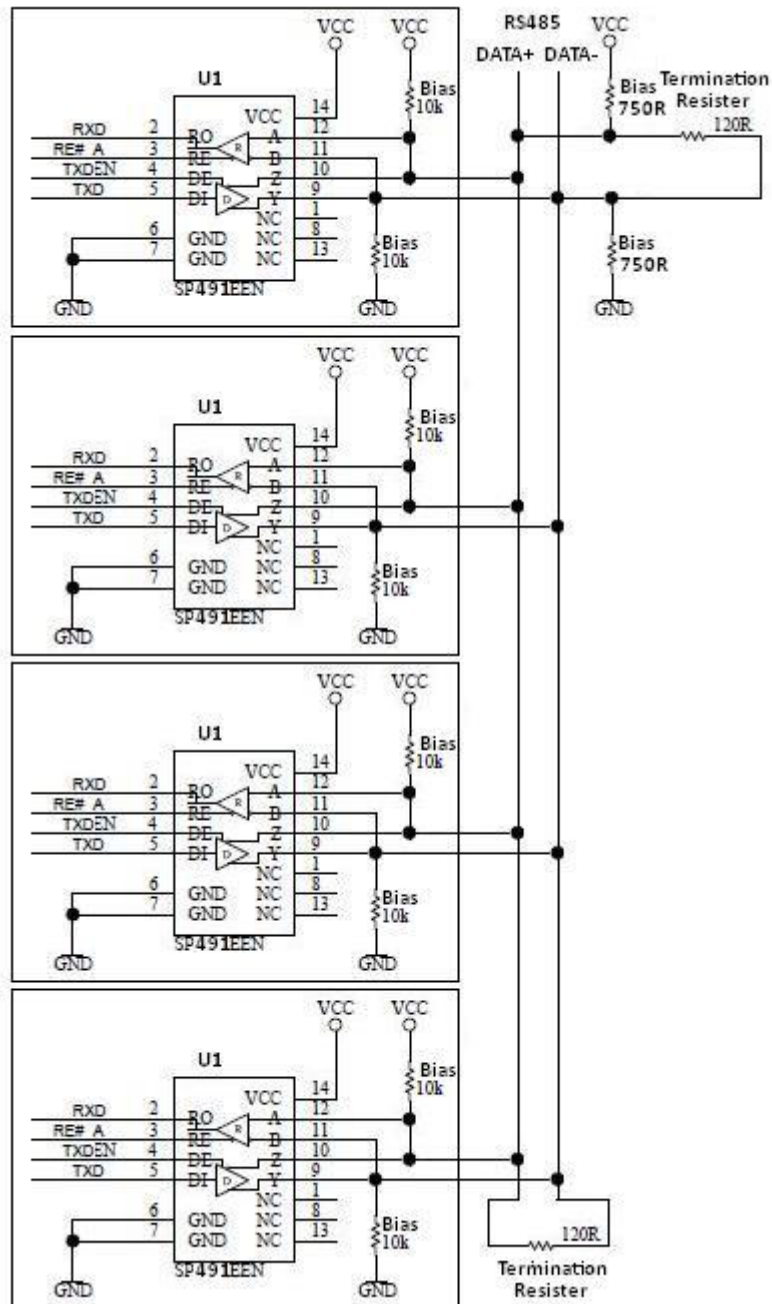 VCC VCC RS485 VCC
DATA+ DATA-
U1
Bias
10k
Bias
750R
Termination
Resister
120R
14
VCC
RXD 2 RO A 12
RE# A 3 RE R B 11
TXDEN 4 DE Z 10
TXD 5 DI D Y 9
NC 1
6 GND NC 8
7 GND NC 13
Bias
10k
Bias
750R
SP491EEN
GND GND GND
VCC VCC
U1
Bias
10k
14
VCC
RXD 2 RO A 12
RE# A 3 RE R B 11
TXDEN 4 DE Z 10
TXD 5 DI D Y 9
NC 1
6 GND NC 8
7 GND NC 13
Bias
10k
SP491EEN
GND GND
VCC VCC
U1
Bias
10k
14
VCC
RXD 2 RO A 12
RE# A 3 RE R B 11
TXDEN 4 DE Z 10
TXD 5 DI D Y 9
NC 1
6 GND NC 8
7 GND NC 13
Bias
10k
SP491EEN
GND GND
VCC VCC
U1
Bias
10k
14
VCC
RXD 2 RO A 12
RE# A 3 RE R B 11
TXDEN 4 DE Z 10
TXD 5 DI D Y 9
NC 1
6 GND NC 8
7 GND NC 13
Bias
10k
120R
Termination
Resister
SP491EEN
GND GND